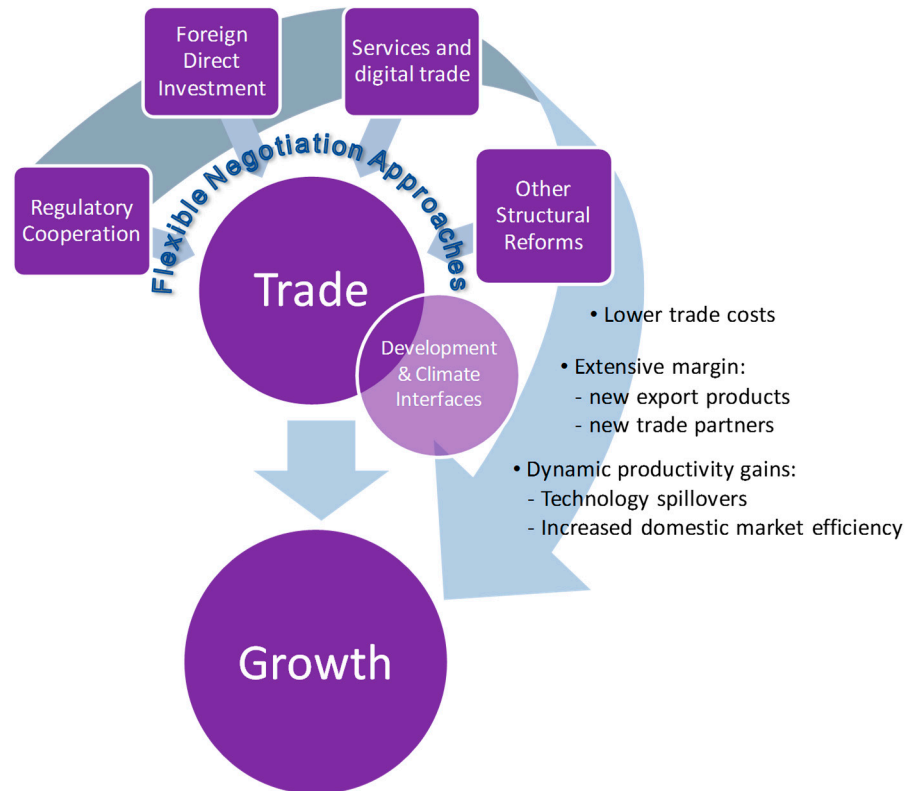 Foreign
Direct
Investment
Services and
digital trade
Regulatory
Cooperation
Flexible Negotiation Approaches
Other
Structural
Reforms
Trade
Development
& Climate
Interfaces
• Lower trade costs
• Extensive margin:
- new export products
- new trade partners
• Dynamic productivity gains:
- Technology spillovers
- Increased domestic market efficiency
Growth